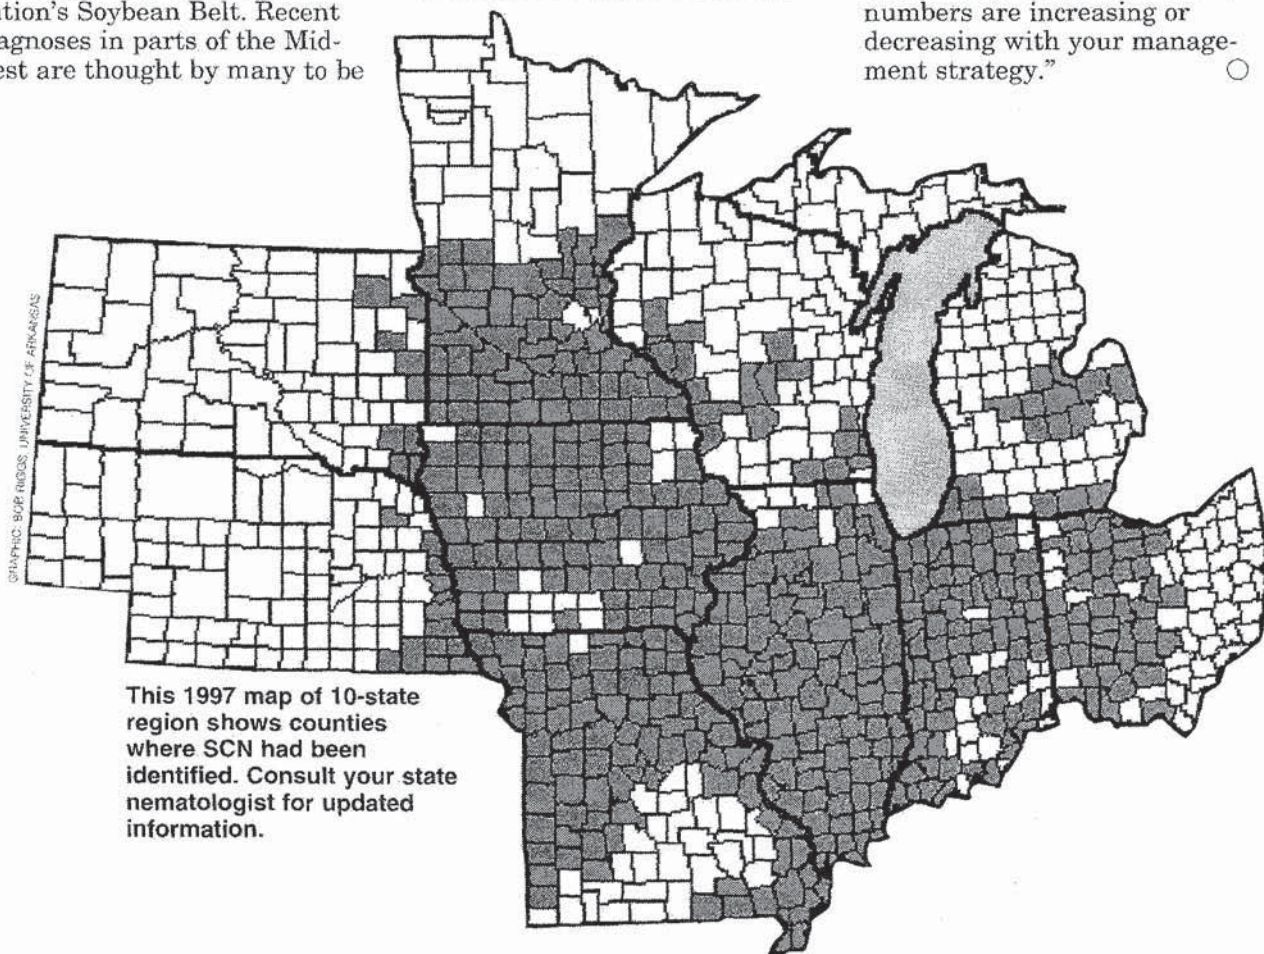 tion's Soybean Belt. Recent
agnoses in parts of the Mid-
est are thought by many to be
numbers are increasing or
decreasing with your manage-
ment strategy."
GRAPHIC: BOB RIGGS, UNIVERSITY OF ARKANSAS
This 1997 map of 10-state
region shows counties
where SCN had been
identified. Consult your state
nematologist for updated
information.